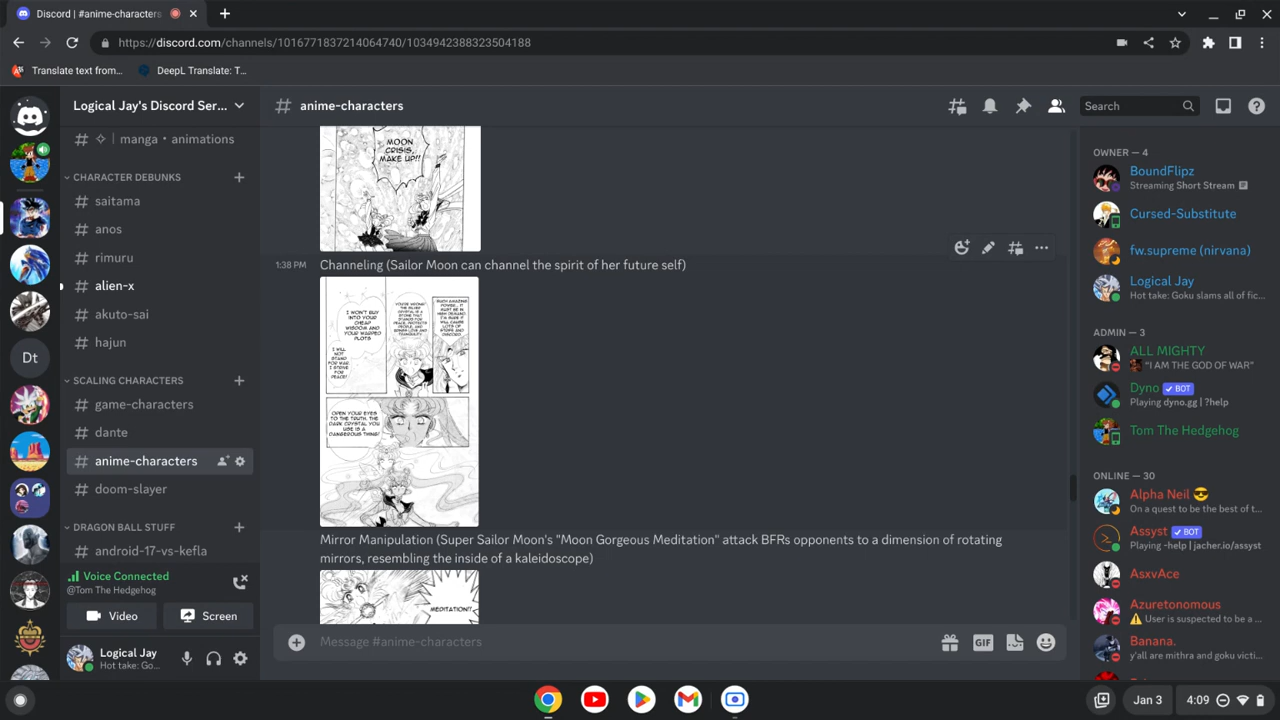 Discord | #anime-characters
https://discord.com/channels/1016771837214064740/1034942388323504188
Translate text from...
DeepL Translate: T...
Logical Jay's Discord Ser...
✧ | manga • animations
CHARACTER DEBUNKS
saitama
anos
rimuru
alien-x
akuto-sai
hajun
SCALING CHARACTERS
game-characters
dante
anime-characters
doom-slayer
DRAGON BALL STUFF
android-17-vs-kefla
Voice Connected
@Tom The Hedgehog
Video
Screen
Logical Jay
Hot take: Go...
Dt
# anime-characters
Search
MOON
CRISIS,
MAKE UP!!
1:38 PM
Channeling (Sailor Moon can channel the spirit of her future self)
I WON'T BUY
INTO YOUR
CHEAP
WISDOM AND
YOUR WARPED
PLOTS
I WILL
NOT
STAND
FOR WAR
I STRIVE
FOR
PEACE!
OPEN YOUR EYES
TO THE TRUTH. THE
DARK CRYSTAL YOU
USE IS A
DANGEROUS THING!
Mirror Manipulation (Super Sailor Moon's "Moon Gorgeous Meditation" attack BFRs opponents to a dimension of rotating
mirrors, resembling the inside of a kaleidoscope)
MEDITATION!!
Message #anime-characters
GIF
OWNER — 4
BoundFlipz
Streaming Short Stream
Cursed-Substitute
fw.supreme (nirvana)
Logical Jay
Hot take: Goku slams all of fic...
ADMIN — 3
ALL MIGHTY
"I AM THE GOD OF WAR"
Dyno BOT
Playing dyno.gg | ?help
Tom The Hedgehog
ONLINE — 30
Alpha Neil 😎
On a quest to be the best of t...
Assyst BOT
Playing -help | jacher.io/assyst
AsxvAce
Azuretonomous
User is suspected to be a ...
Banana.
y'all are mithra and goku victi...
Jan 3
4:09